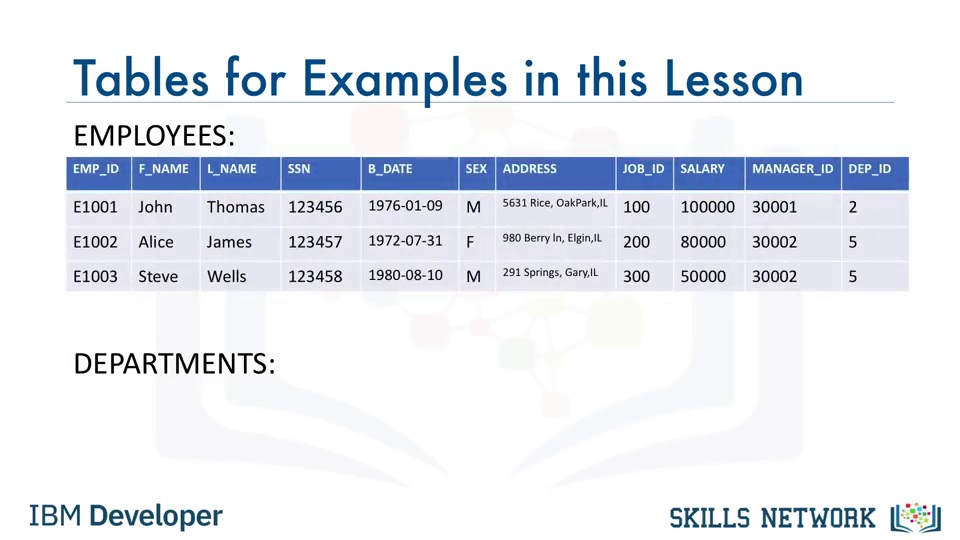 Tables for Examples in this Lesson
EMPLOYEES:
EMP_ID F_NAME L_NAME SSN B_DATE SEX ADDRESS JOB_ID SALARY MANAGER_ID DEP_ID
E1001 John Thomas 123456 1976-01-09 M 5631 Rice, OakPark,IL 100 100000 30001 2
E1002 Alice James 123457 1972-07-31 F 980 Berry ln, Elgin,IL 200 80000 30002 5
E1003 Steve Wells 123458 1980-08-10 M 291 Springs, Gary,IL 300 50000 30002 5
DEPARTMENTS:
IBM Developer
SKILLS NETWORK